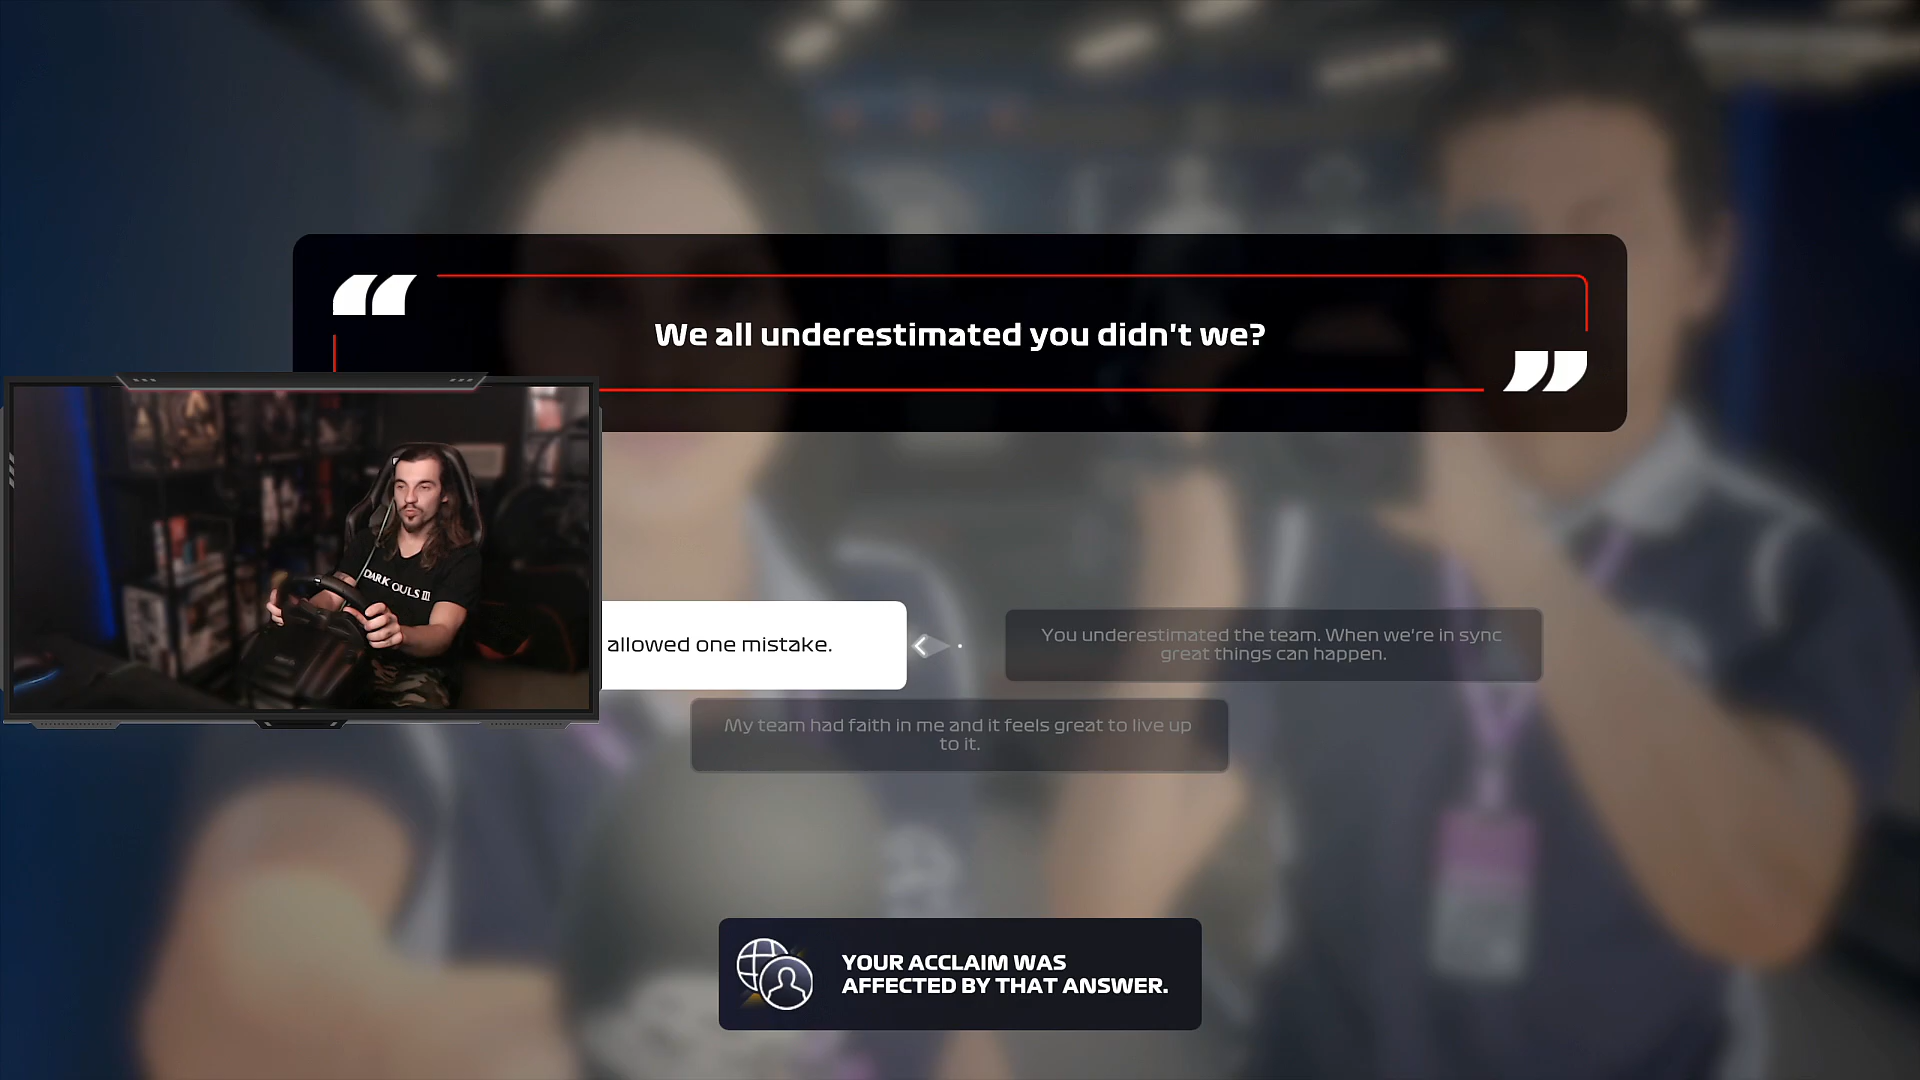 We all underestimated you didn't we?
allowed one mistake.
You underestimated the team. When we're in sync
great things can happen.
My team had faith in me and it feels great to live up
to it.
YOUR ACCLAIM WAS
AFFECTED BY THAT ANSWER.
DARK OULS III